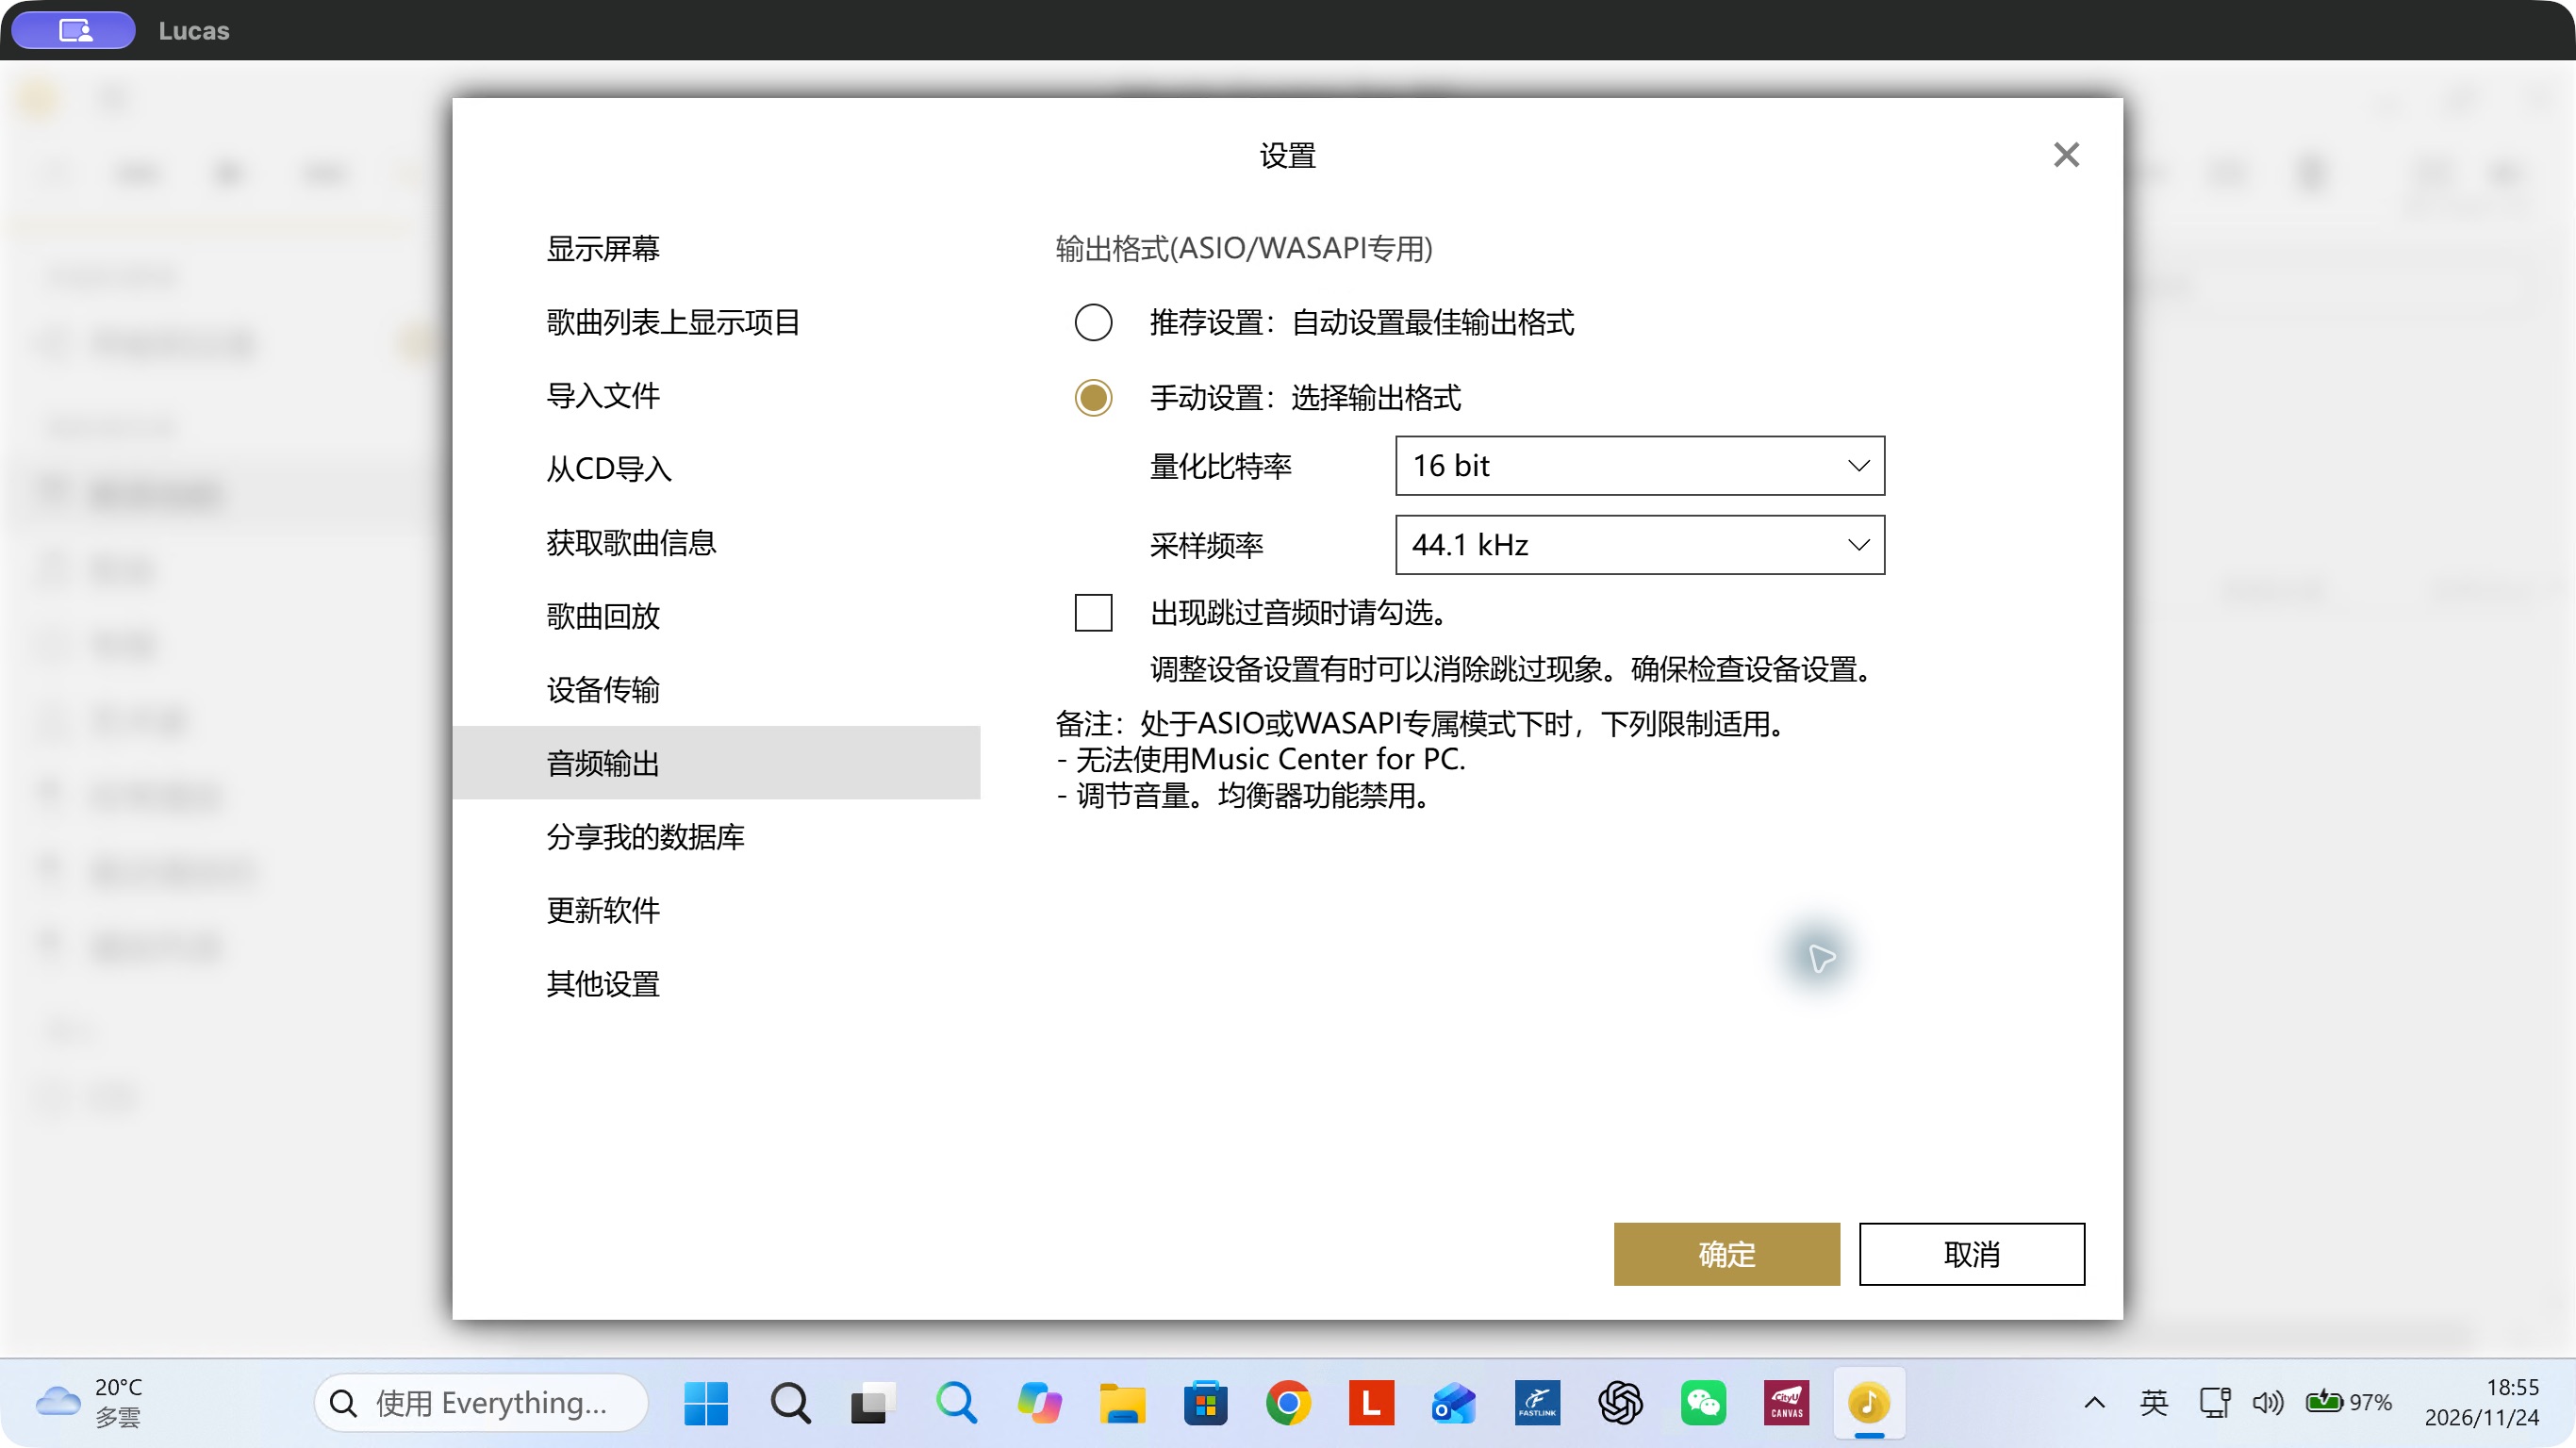 Lucas
设置
显示屏幕
歌曲列表上显示项目
导入文件
从CD导入
获取歌曲信息
歌曲回放
设备传输
音频输出
分享我的数据库
更新软件
其他设置
输出格式(ASIO/WASAPI专用)
推荐设置：自动设置最佳输出格式
手动设置：选择输出格式
量化比特率
16 bit
采样频率
44.1 kHz
出现跳过音频时请勾选。
调整设备设置有时可以消除跳过现象。确保检查设备设置。
备注：处于ASIO或WASAPI专属模式下时，下列限制适用。
- 无法使用Music Center for PC.
- 调节音量。均衡器功能禁用。
确定
取消
20°C
多雲
使用 Everything...
L
FASTLINK
CityU
CANVAS
英
97%
18:55
2026/11/24